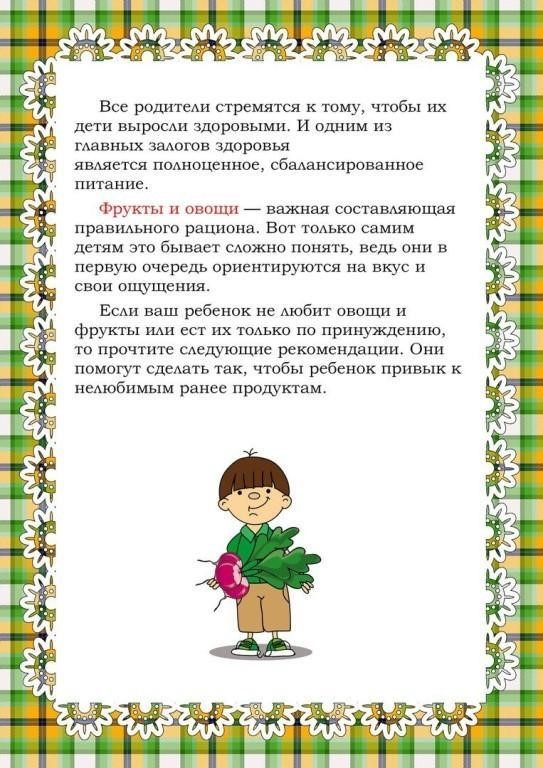 Все родители стремятся к тому, чтобы их
дети выросли здоровыми. И одним из
главных залогов здоровья
является полноценное, сбалансированное
питание.
Фрукты и овощи — важная составляющая
правильного рациона. Вот только самим
детям это бывает сложно понять, ведь они в
первую очередь ориентируются на вкус и
свои ощущения.
Если ваш ребенок не любит овощи и
фрукты или ест их только по принуждению,
то прочтите следующие рекомендации. Они
помогут сделать так, чтобы ребенок привык к
нелюбимым ранее продуктам.